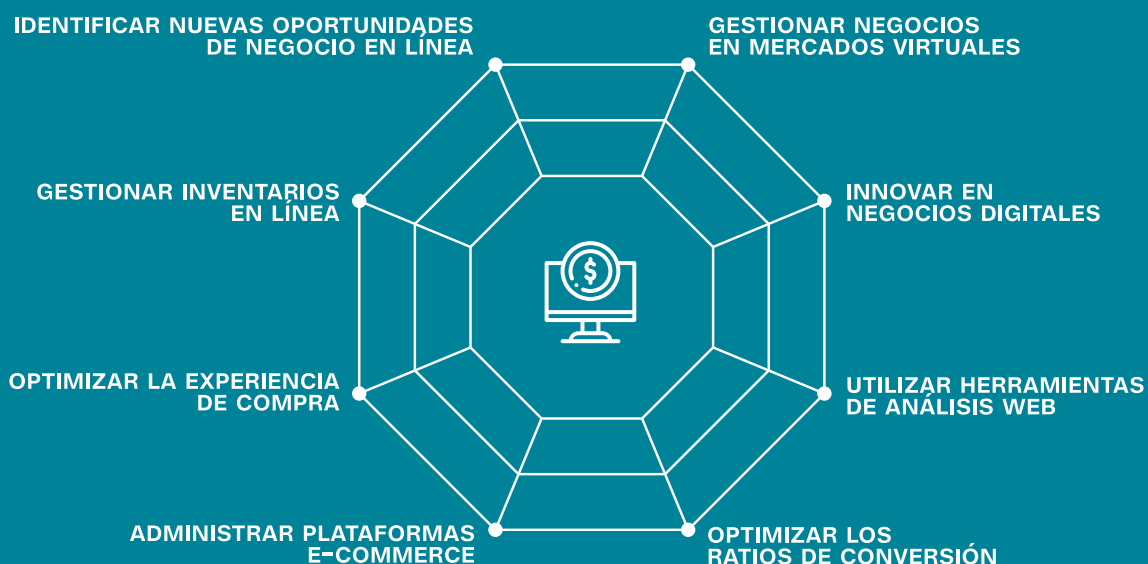 IDENTIFICAR NUEVAS OPORTUNIDADES
DE NEGOCIO EN LÍNEA
GESTIONAR NEGOCIOS
EN MERCADOS VIRTUALES
GESTIONAR INVENTARIOS
EN LÍNEA
INNOVAR EN
NEGOCIOS DIGITALES
OPTIMIZAR LA EXPERIENCIA
DE COMPRA
UTILIZAR HERRAMIENTAS
DE ANÁLISIS WEB
ADMINISTRAR PLATAFORMAS
E-COMMERCE
OPTIMIZAR LOS
RATIOS DE CONVERSIÓN
$